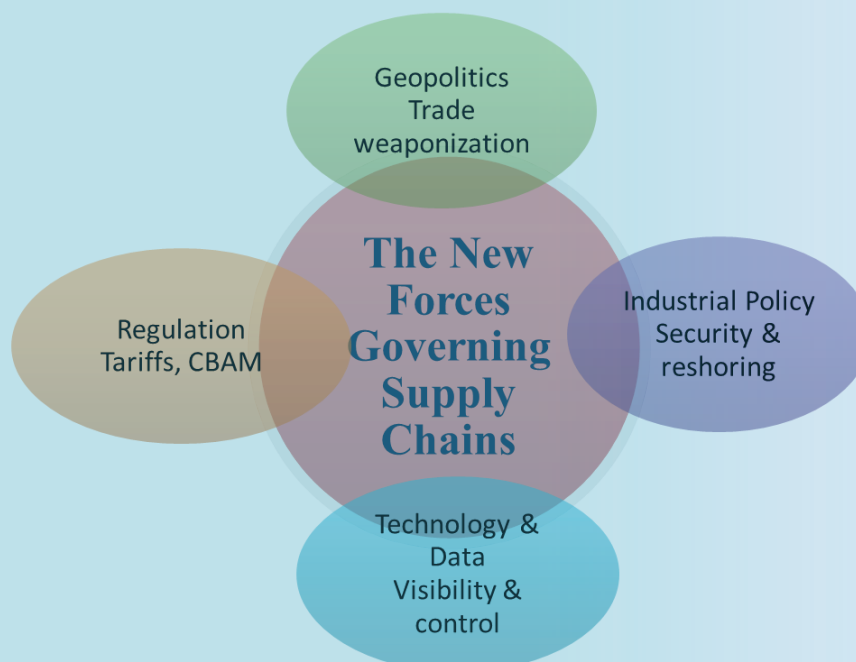 Geopolitics
Trade
weaponization
The New
Forces
Governing
Supply
Chains
Regulation
Tariffs, CBAM
Industrial Policy
Security &
reshoring
Technology &
Data
Visibility &
control